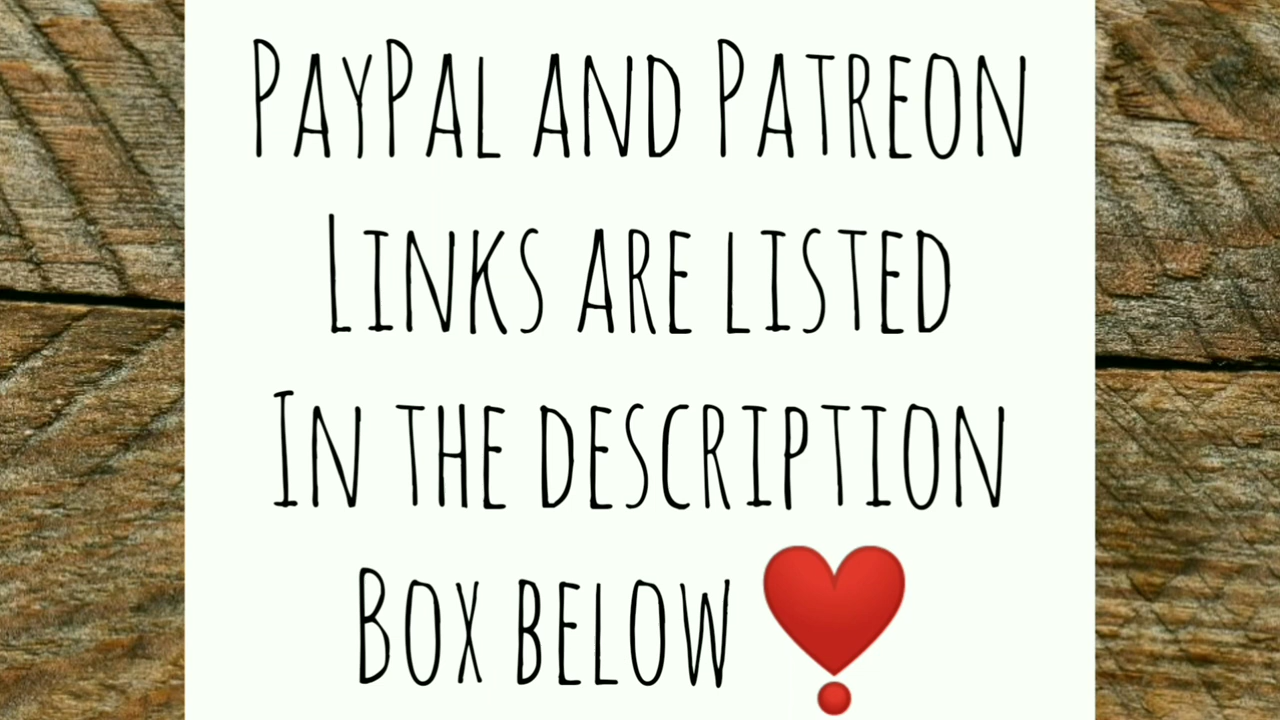 PayPal and Patreon
Links are listed
In the description
Box below ❣